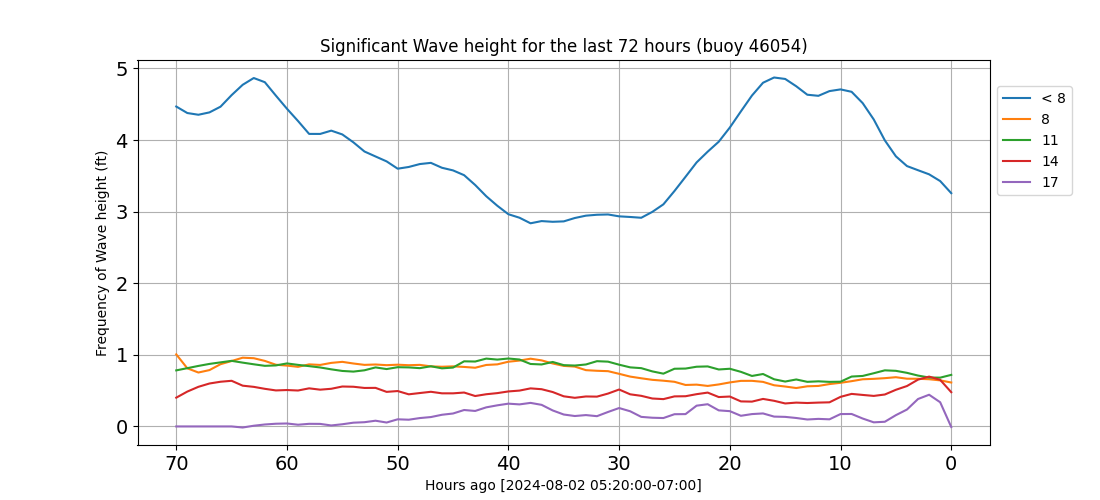 Significant Wave height for the last 72 hours (buoy 46054)
Frequency of Wave height (ft)
5
4
3
2
1
0
70 60 50 40 30 20 10 0
Hours ago [2024-08-02 05:20:00-07:00]
< 8
8
11
14
17